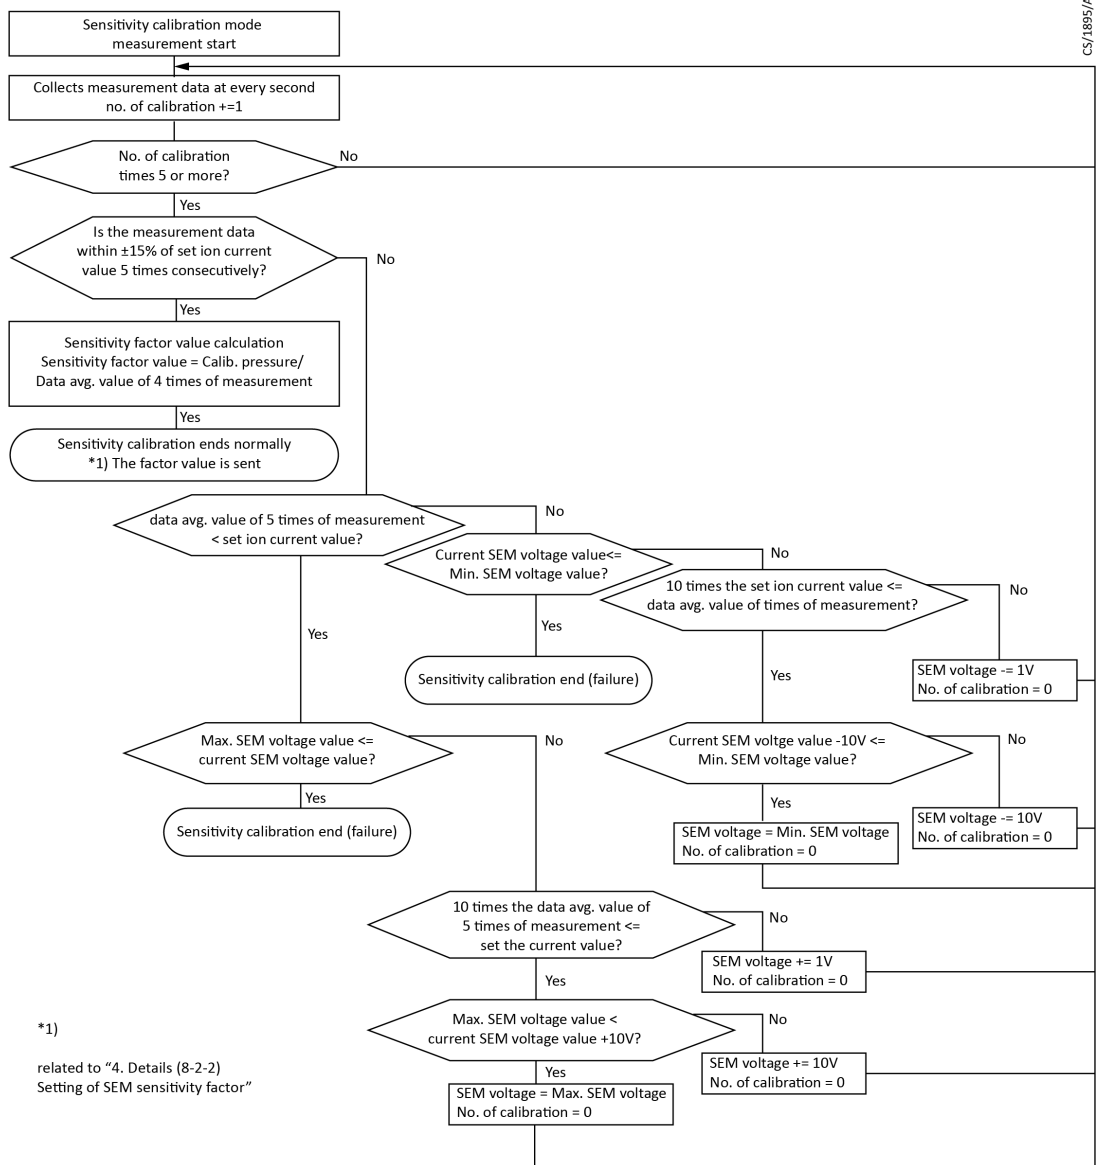 CS/1895/A
Sensitivity calibration mode
measurement start
Collects measurement data at every second
no. of calibration +=1
No. of calibration
times 5 or more?
No
Yes
Is the measurement data
within ±15% of set ion current
value 5 times consecutively?
No
Yes
Sensitivity factor value calculation
Sensitivity factor value = Calib. pressure/
Data avg. value of 4 times of measurement
Yes
Sensitivity calibration ends normally
*1) The factor value is sent
data avg. value of 5 times of measurement
< set ion current value?
No
Yes
Current SEM voltage value<=
Min. SEM voltage value?
No
Yes
Sensitivity calibration end (failure)
10 times the set ion current value <=
data avg. value of times of measurement?
No
Yes
SEM voltage -= 1V
No. of calibration = 0
Max. SEM voltage value <=
current SEM voltage value?
No
Yes
Sensitivity calibration end (failure)
Current SEM voltge value -10V <=
Min. SEM voltage value?
No
Yes
SEM voltage -= 10V
No. of calibration = 0
SEM voltage = Min. SEM voltage
No. of calibration = 0
10 times the data avg. value of
5 times of measurement <=
set the current value?
No
Yes
SEM voltage += 1V
No. of calibration = 0
Max. SEM voltage value <
current SEM voltage value +10V?
No
Yes
SEM voltage += 10V
No. of calibration = 0
SEM voltage = Max. SEM voltage
No. of calibration = 0
*1)
related to “4. Details (8-2-2)
Setting of SEM sensitivity factor”